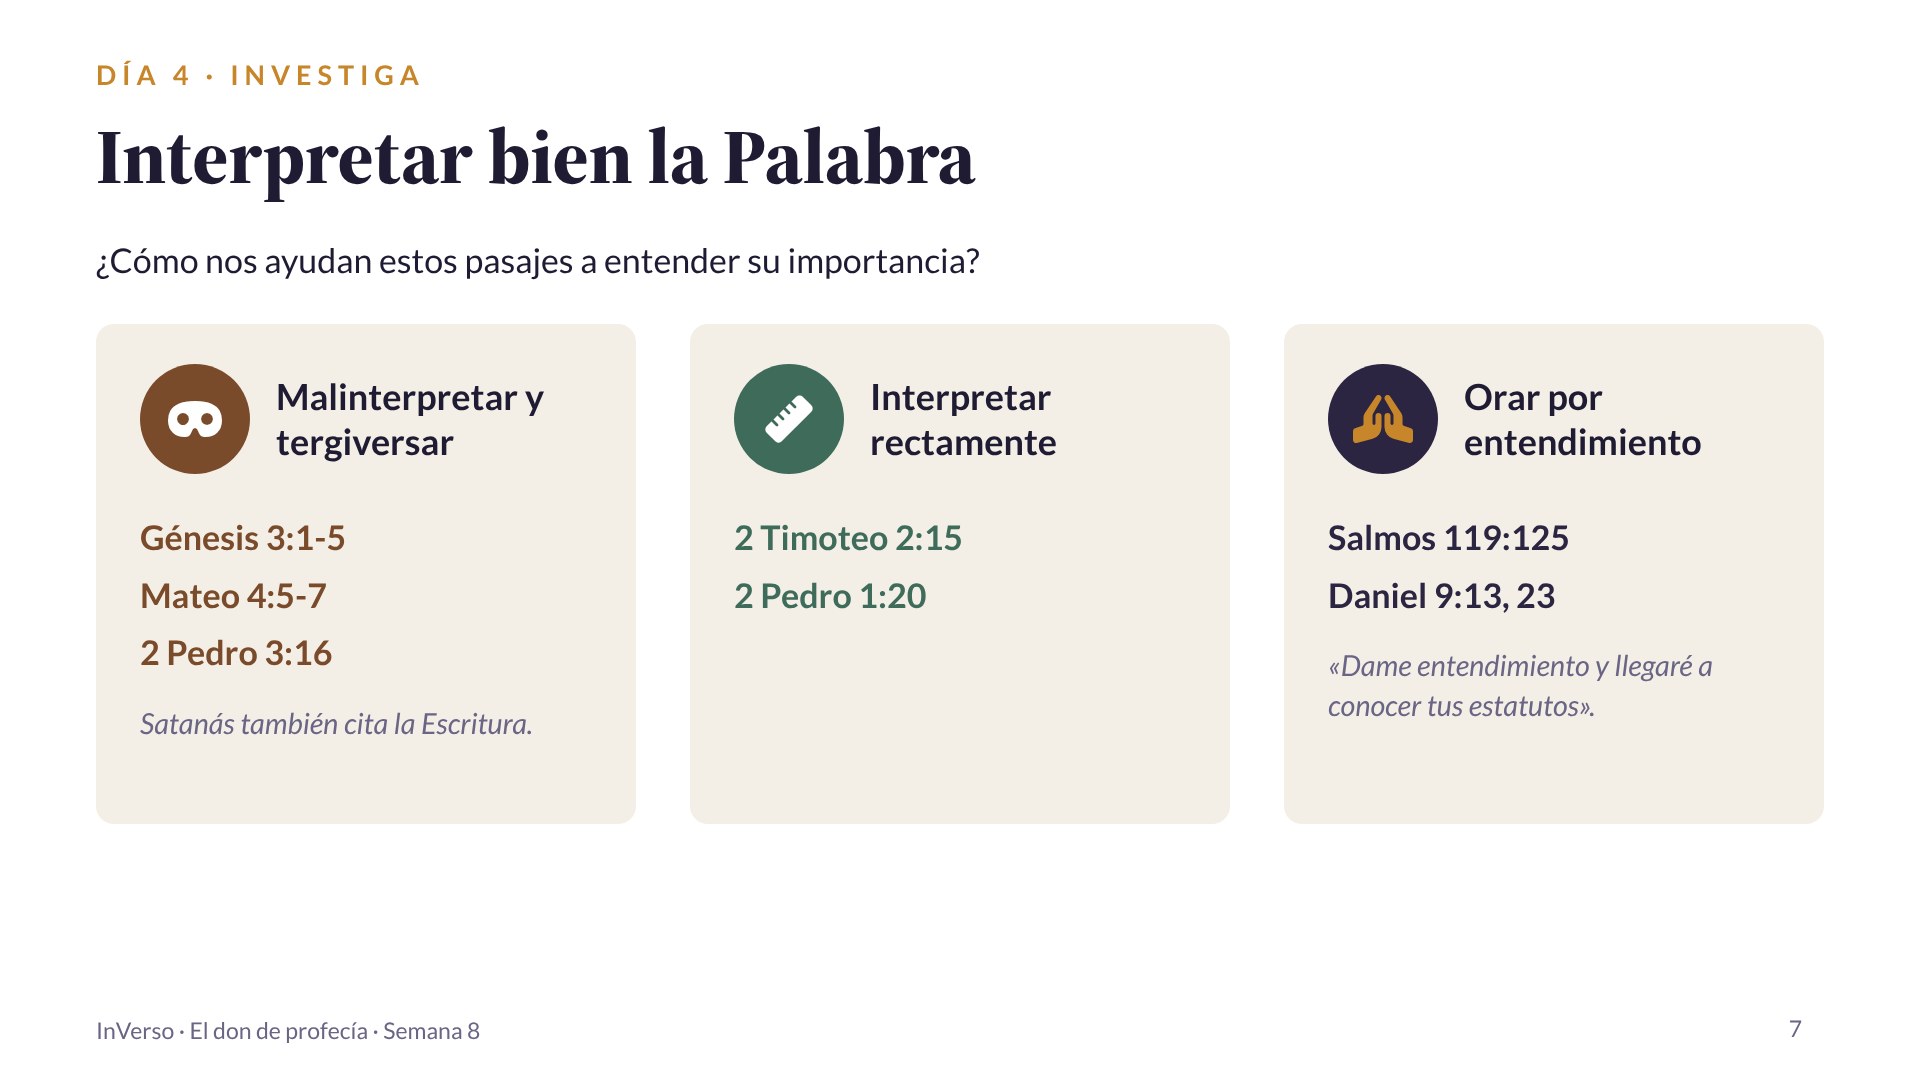 DÍA 4 · INVESTIGA
Interpretar bien la Palabra
¿Cómo nos ayudan estos pasajes a entender su importancia?
Malinterpretar y
tergiversar
Génesis 3:1-5
Mateo 4:5-7
2 Pedro 3:16
Satanás también cita la Escritura.
Interpretar
rectamente
2 Timoteo 2:15
2 Pedro 1:20
Orar por
entendimiento
Salmos 119:125
Daniel 9:13, 23
«Dame entendimiento y llegaré a
conocer tus estatutos».
InVerso · El don de profecía · Semana 8
7